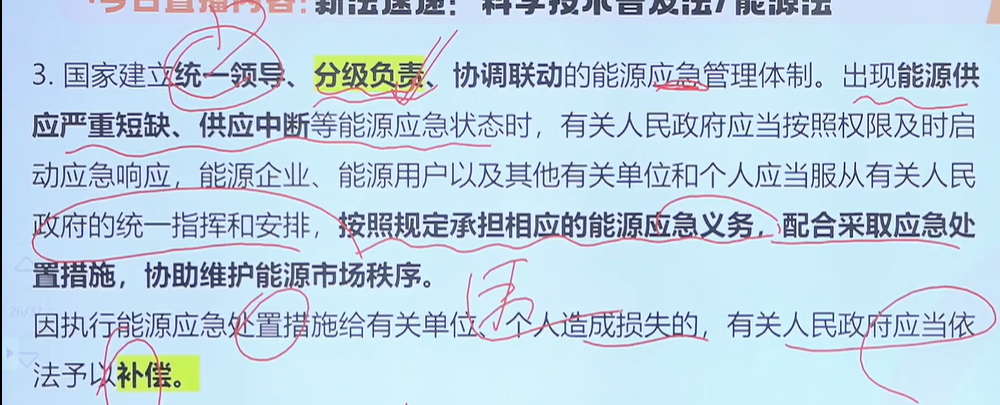 今日直播内容：新法速递：科学技术普及法/能源法
3. 国家建立统一领导、分级负责、协调联动的能源应急管理体制。出现能源供
应严重短缺、供应中断等能源应急状态时，有关人民政府应当按照权限及时启
动应急响应，能源企业、能源用户以及其他有关单位和个人应当服从有关人民
政府的统一指挥和安排，按照规定承担相应的能源应急义务，配合采取应急处
置措施，协助维护能源市场秩序。
因执行能源应急处置措施给有关单位、个人造成损失的，有关人民政府应当依
法予以补偿。